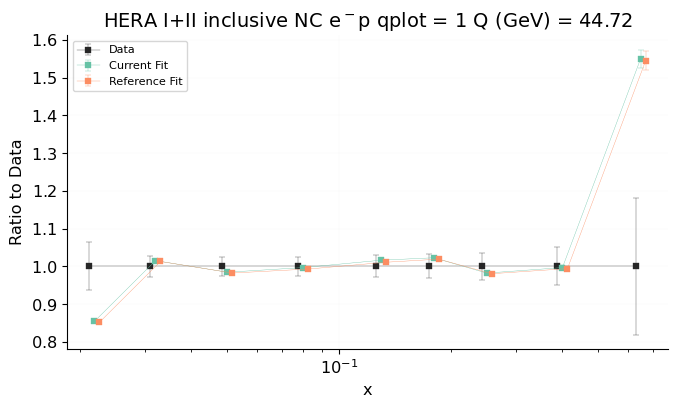 HERA I+II inclusive NC e⁻p qplot = 1 Q (GeV) = 44.72
1.6
1.5
1.4
1.3
1.2
1.1
1.0
0.9
0.8
Ratio to Data
Data
Current Fit
Reference Fit
10⁻¹
x